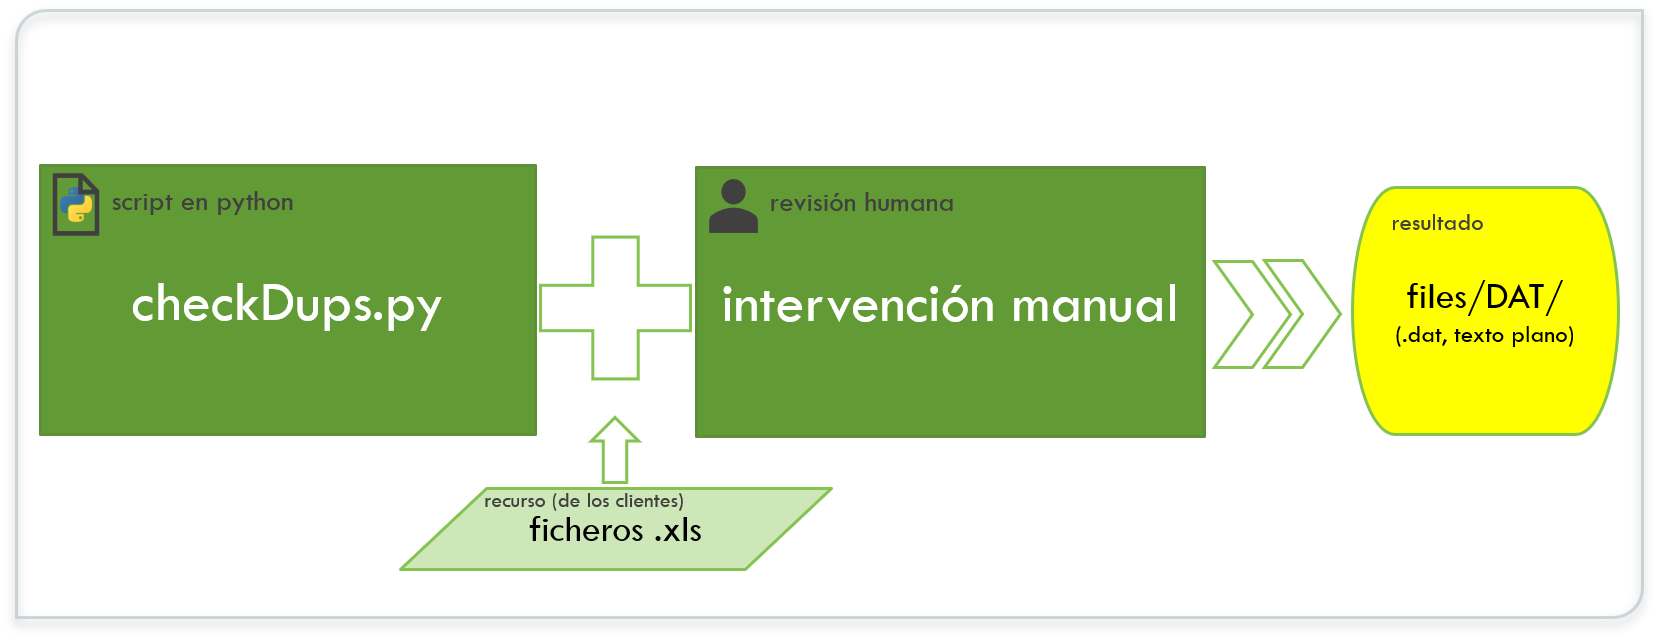 script en python
checkDups.py
revisión humana
intervención manual
resultado
files/DAT/
(.dat, texto plano)
recurso (de los clientes)
ficheros .xls